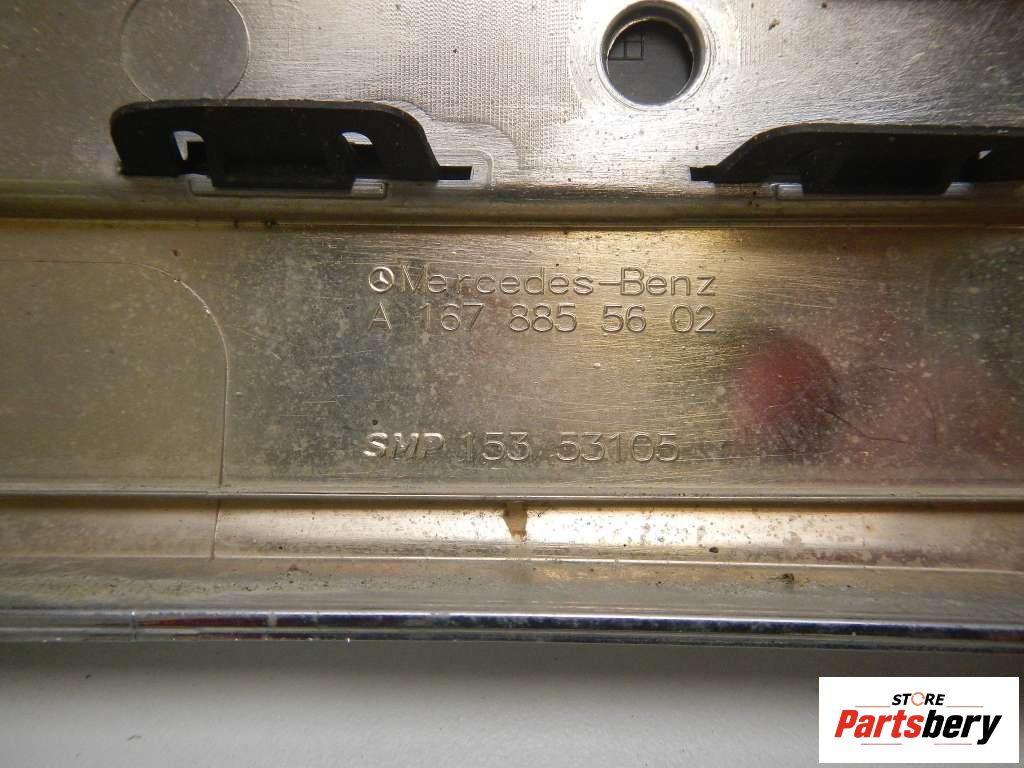 Mercedes-Benz
A 167 885 56 02
SMP 153 53105
STORE
Partsbery